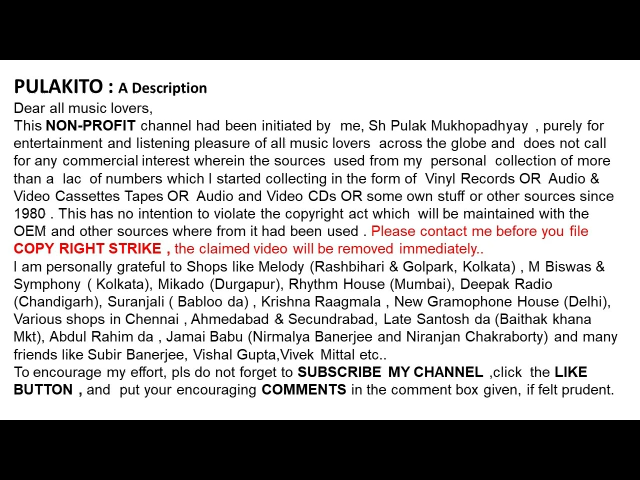 PULAKITO : A Description
Dear all music lovers,
This NON-PROFIT channel had been initiated by me, Sh Pulak Mukhopadhyay , purely for
entertainment and listening pleasure of all music lovers across the globe and does not call
for any commercial interest wherein the sources used from my personal collection of more
than a lac of numbers which I started collecting in the form of Vinyl Records OR Audio &
Video Cassettes Tapes OR Audio and Video CDs OR some own stuff or other sources since
1980 . This has no intention to violate the copyright act which will be maintained with the
OEM and other sources where from it had been used . Please contact me before you file
COPY RIGHT STRIKE , the claimed video will be removed immediately..
I am personally grateful to Shops like Melody (Rashbihari & Golpark, Kolkata) , M Biswas &
Symphony ( Kolkata), Mikado (Durgapur), Rhythm House (Mumbai), Deepak Radio
(Chandigarh), Suranjali ( Babloo da) , Krishna Raagmala , New Gramophone House (Delhi),
Various shops in Chennai , Ahmedabad & Secundrabad, Late Santosh da (Baithak khana
Mkt), Abdul Rahim da , Jamai Babu (Nirmalya Banerjee and Niranjan Chakraborty) and many
friends like Subir Banerjee, Vishal Gupta,Vivek Mittal etc..
To encourage my effort, pls do not forget to SUBSCRIBE MY CHANNEL ,click the LIKE
BUTTON , and put your encouraging COMMENTS in the comment box given, if felt prudent.